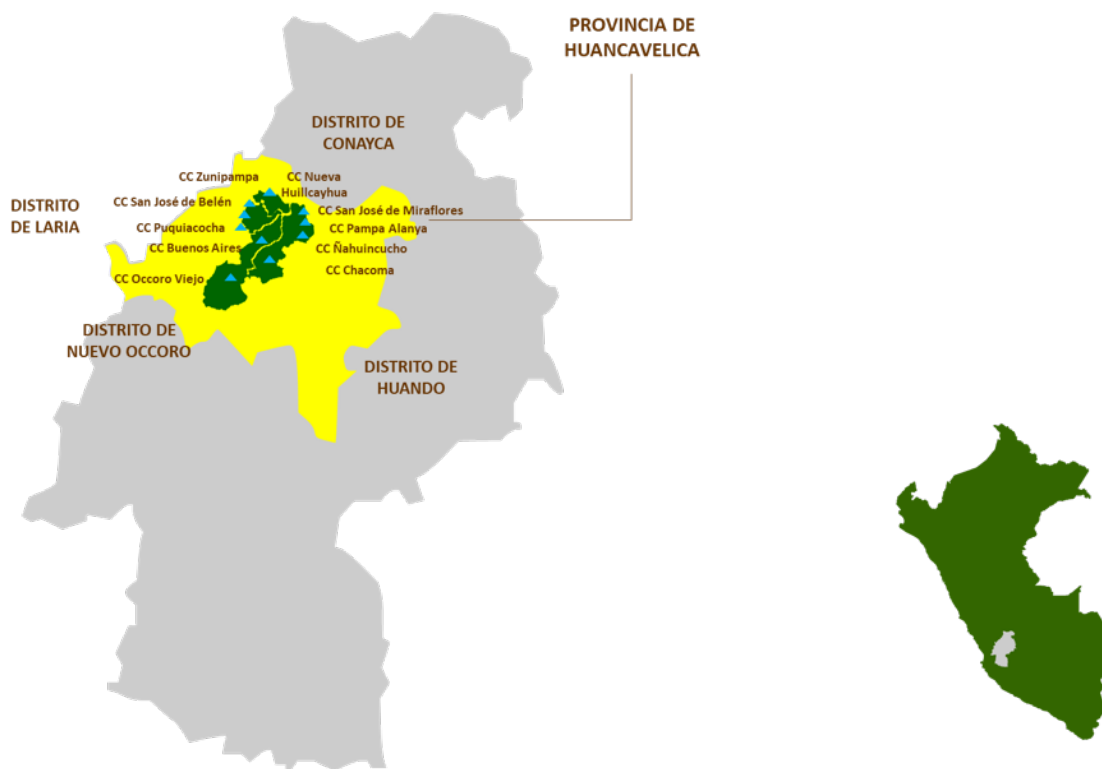 PROVINCIA DE
HUANCAVELICA
DISTRITO DE
CONAYCA
CC Zunipampa
CC Nueva
Huillcayhua
CC San José de Belén
CC San José de Miraflores
DISTRITO
DE LARIA
CC Puquiacocha
CC Pampa Alanya
CC Buenos Aires
CC Ñahuincucho
CC Chacoma
CC Occoro Viejo
DISTRITO DE
NUEVO OCCORO
DISTRITO DE
HUANDO